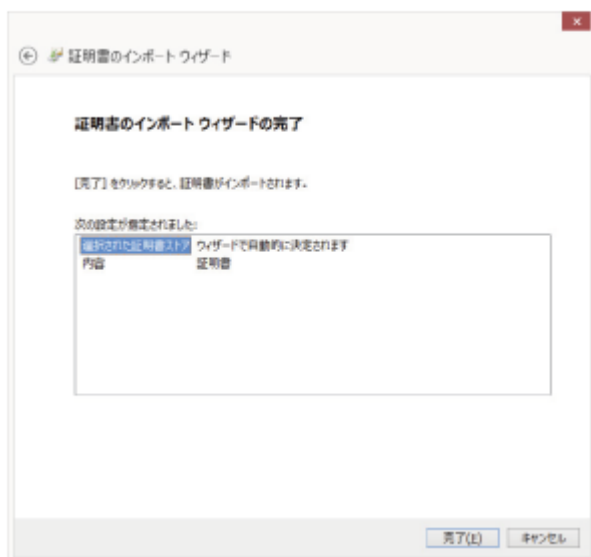 証明書のインポート ウィザード
証明書のインポート ウィザードの完了
[完了] をクリックすると、証明書がインポートされます。
次の設定が指定されました:
選択された証明書ストア ウィザードで自動的に決定されます
内容 証明書
完了(E) キャンセル